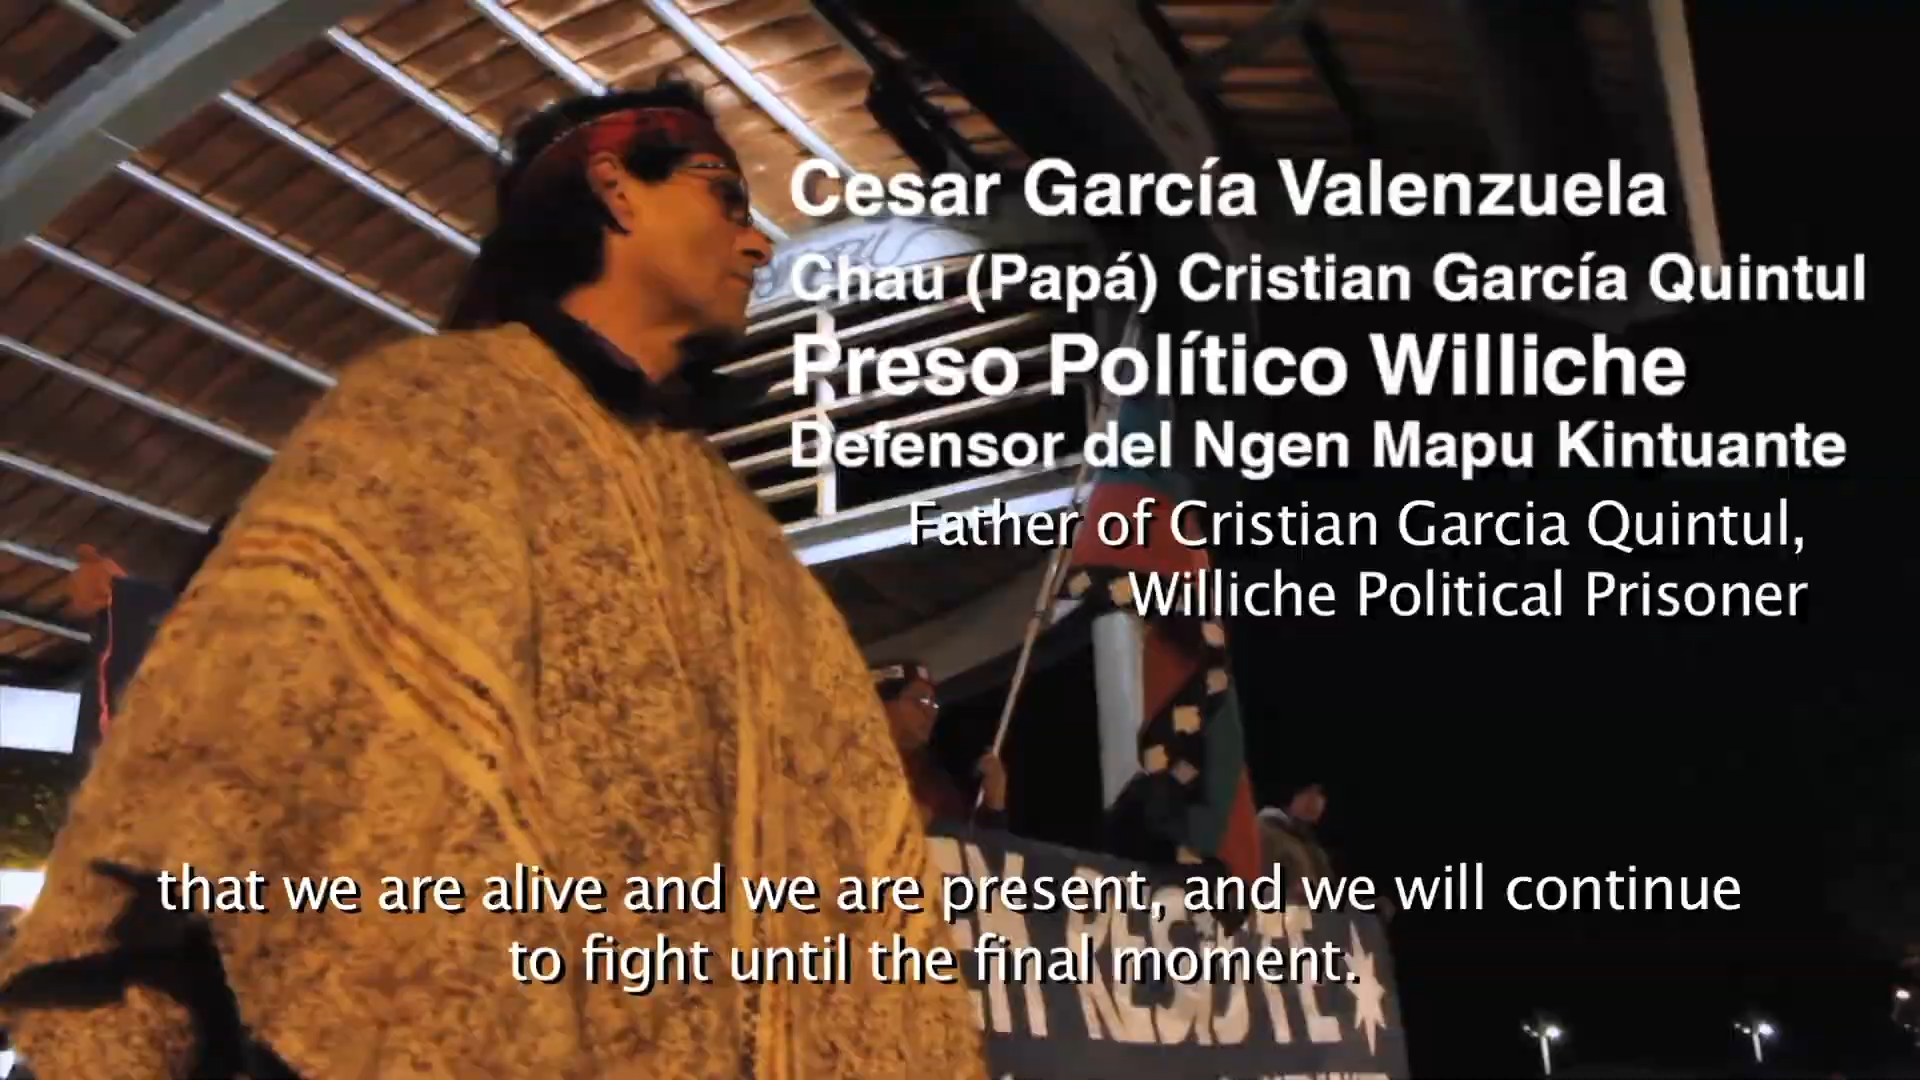 Cesar García Valenzuela
Chau (Papá) Cristian García Quintul
Preso Político Williche
Defensor del Ngen Mapu Kintuante
Father of Cristian Garcia Quintul,
Williche Political Prisoner
that we are alive and we are present, and we will continue
to fight until the final moment.
RESISTE